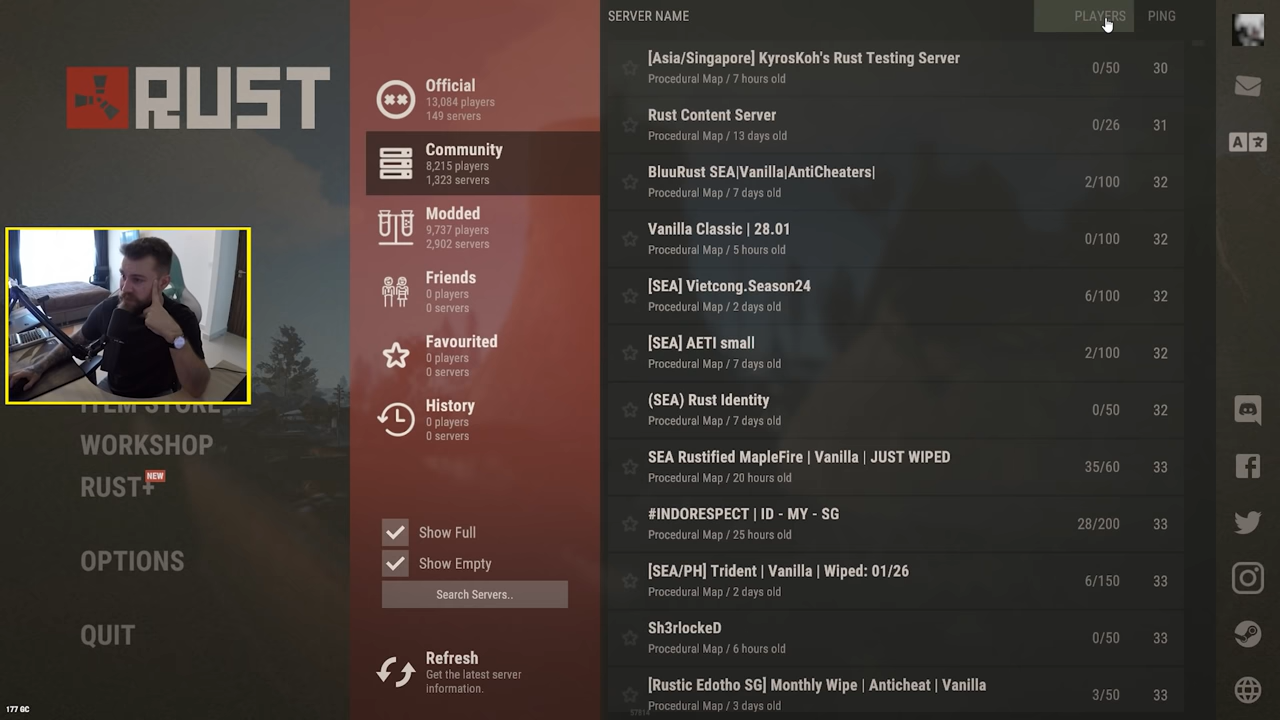 RUST
ITEM STORE
WORKSHOP
RUST+
NEW
OPTIONS
QUIT
177 GC
Official
13,084 players
149 servers
Community
8,215 players
1,323 servers
Modded
9,737 players
2,902 servers
Friends
0 players
0 servers
Favourited
0 players
0 servers
History
0 players
0 servers
Show Full
Show Empty
Search Servers..
Refresh
Get the latest server
information.
SERVER NAME PLAYERS PING
[Asia/Singapore] KyrosKoh's Rust Testing Server
Procedural Map / 7 hours old
0/50 30
Rust Content Server
Procedural Map / 13 days old
0/26 31
BluuRust SEA|Vanilla|AntiCheaters|
Procedural Map / 7 days old
2/100 32
Vanilla Classic | 28.01
Procedural Map / 5 hours old
0/100 32
[SEA] Vietcong.Season24
Procedural Map / 2 days old
6/100 32
[SEA] AETI small
Procedural Map / 7 days old
2/100 32
(SEA) Rust Identity
Procedural Map / 7 days old
0/50 32
SEA Rustified MapleFire | Vanilla | JUST WIPED
Procedural Map / 20 hours old
35/60 33
#INDORESPECT | ID - MY - SG
Procedural Map / 25 hours old
28/200 33
[SEA/PH] Trident | Vanilla | Wiped: 01/26
Procedural Map / 2 days old
6/150 33
Sh3rlockeD
Procedural Map / 6 hours old
0/50 33
[Rustic Edotho SG] Monthly Wipe | Anticheat | Vanilla
Procedural Map / 3 days old
3/50 33
A